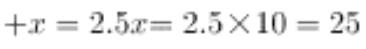 +x = 2.5x= 2.5×10 = 25